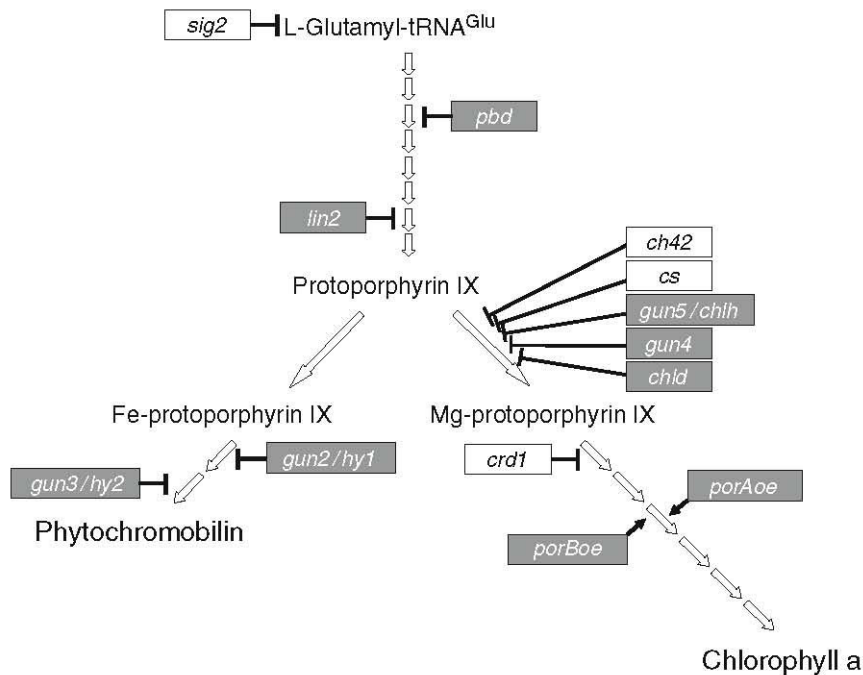 sig2
L-Glutamyl-tRNAGlu
pbd
lin2
ch42
cs
Protoporphyrin IX
gun5/chlh
gun4
chld
Fe-protoporphyrin IX
Mg-protoporphyrin IX
gun2/hy1
crd1
gun3/hy2
porAoe
Phytochromobilin
porBoe
Chlorophyll a